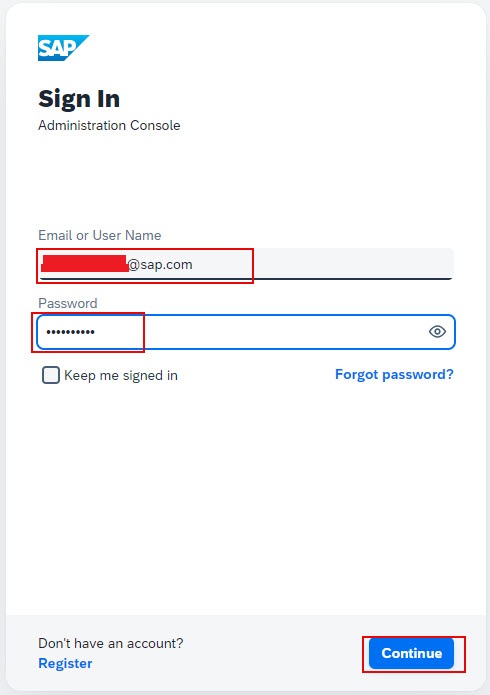 SAP
Sign In
Administration Console
Email or User Name
@sap.com
Password
Keep me signed in
Forgot password?
Don't have an account?
Register
Continue